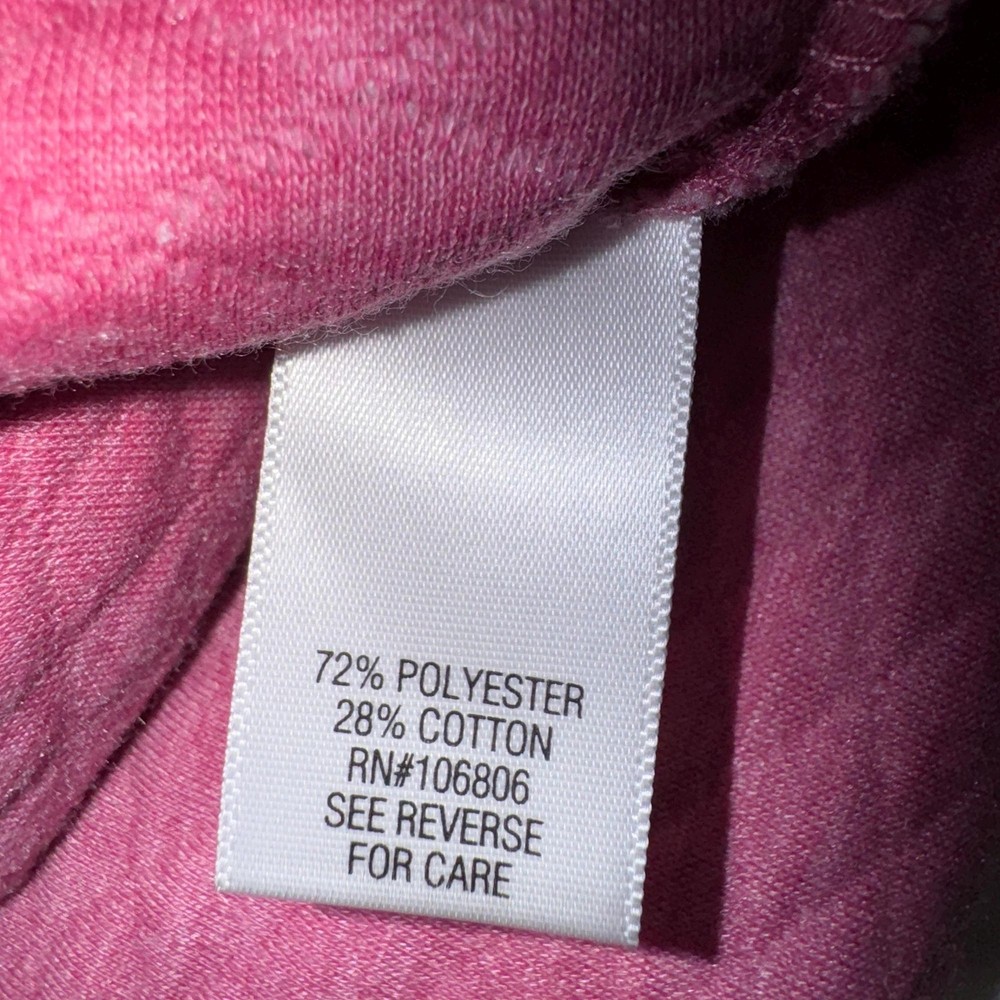 72% POLYESTER
28% COTTON
RN#106806
SEE REVERSE
FOR CARE